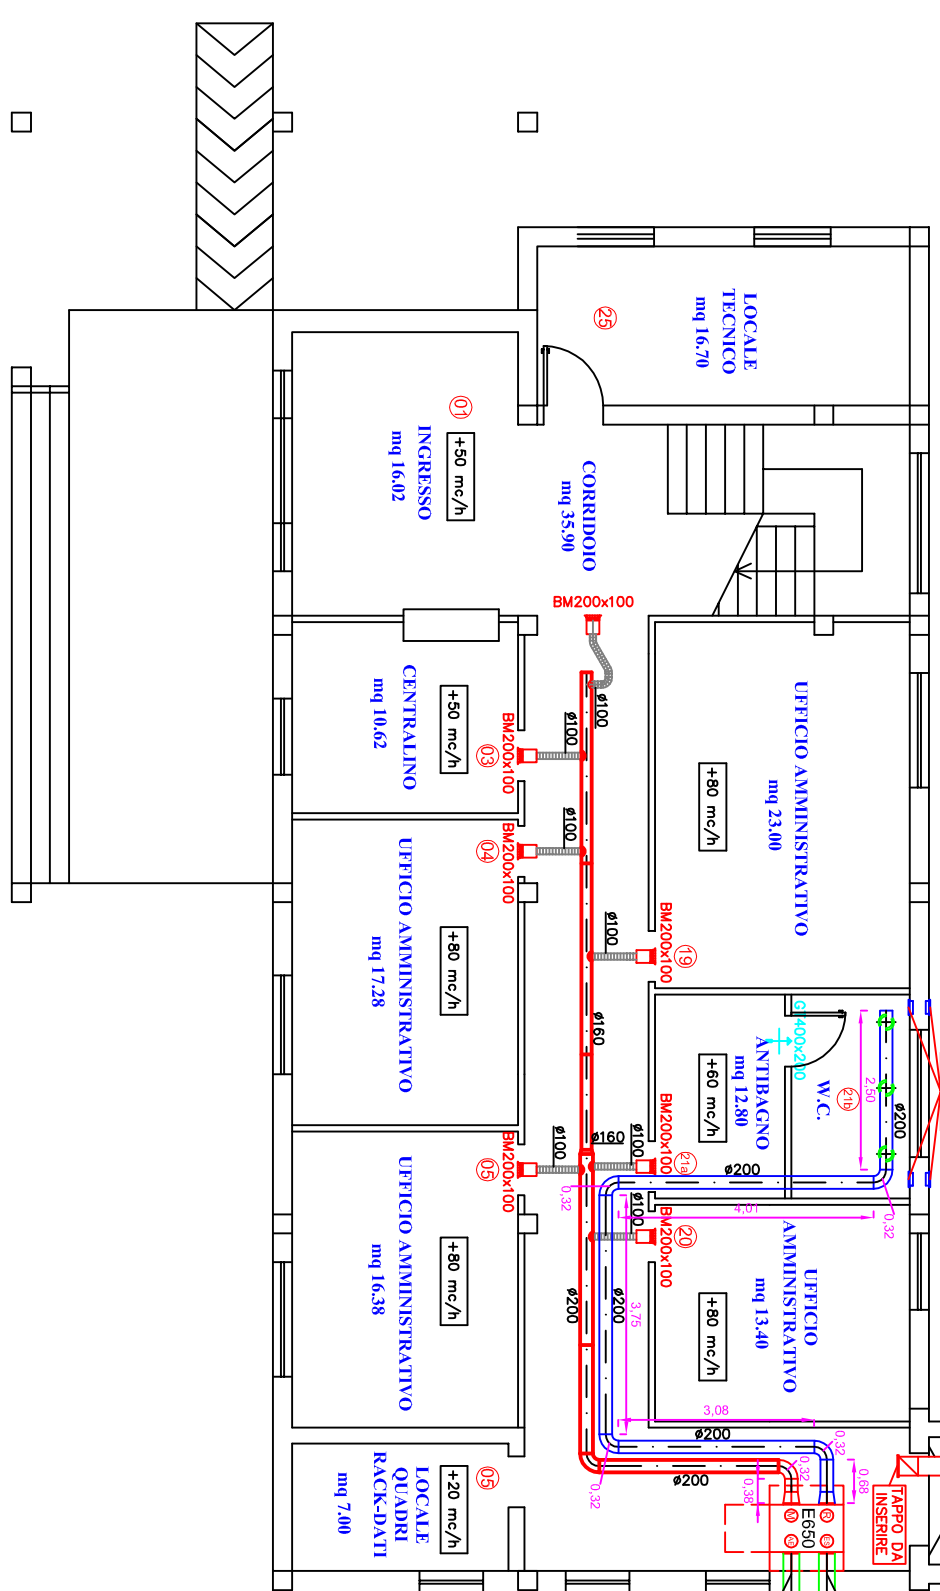 LOCALE
TECNICO
mq 16.70
25
01
+50 mc/h
INGRESSO
mq 16.02
CORRIDOIO
mq 35.90
BM200x100
ø100
ø100
+50 mc/h
CENTRALINO
mq 10.62
BM200x100
03
UFFICIO AMMINISTRATIVO
mq 23.00
+80 mc/h
ø100
BM200x100
04
UFFICIO AMMINISTRATIVO
mq 17.28
+80 mc/h
BM200x100
19
ø100
ø160
ANTIBAGNO
mq 12.80
+60 mc/h
W.C.
21b
2,50
ø200
BM200x100
21a
ø100
ø160
ø100
BM200x100
05
UFFICIO AMMINISTRATIVO
mq 16.38
+80 mc/h
ø200
4,01
0,32
0,32
ø100
BM200x100
20
UFFICIO
AMMINISTRATIVO
mq 13.40
+80 mc/h
ø200
ø200
3,75
3,08
ø200
0,32
0,32
0,68
0,32
0,38
ø200
TAPPO DA
INSERIRE
E650
R
M
05
+20 mc/h
LOCALE
QUADRI
RACK-DATI
mq 7.00